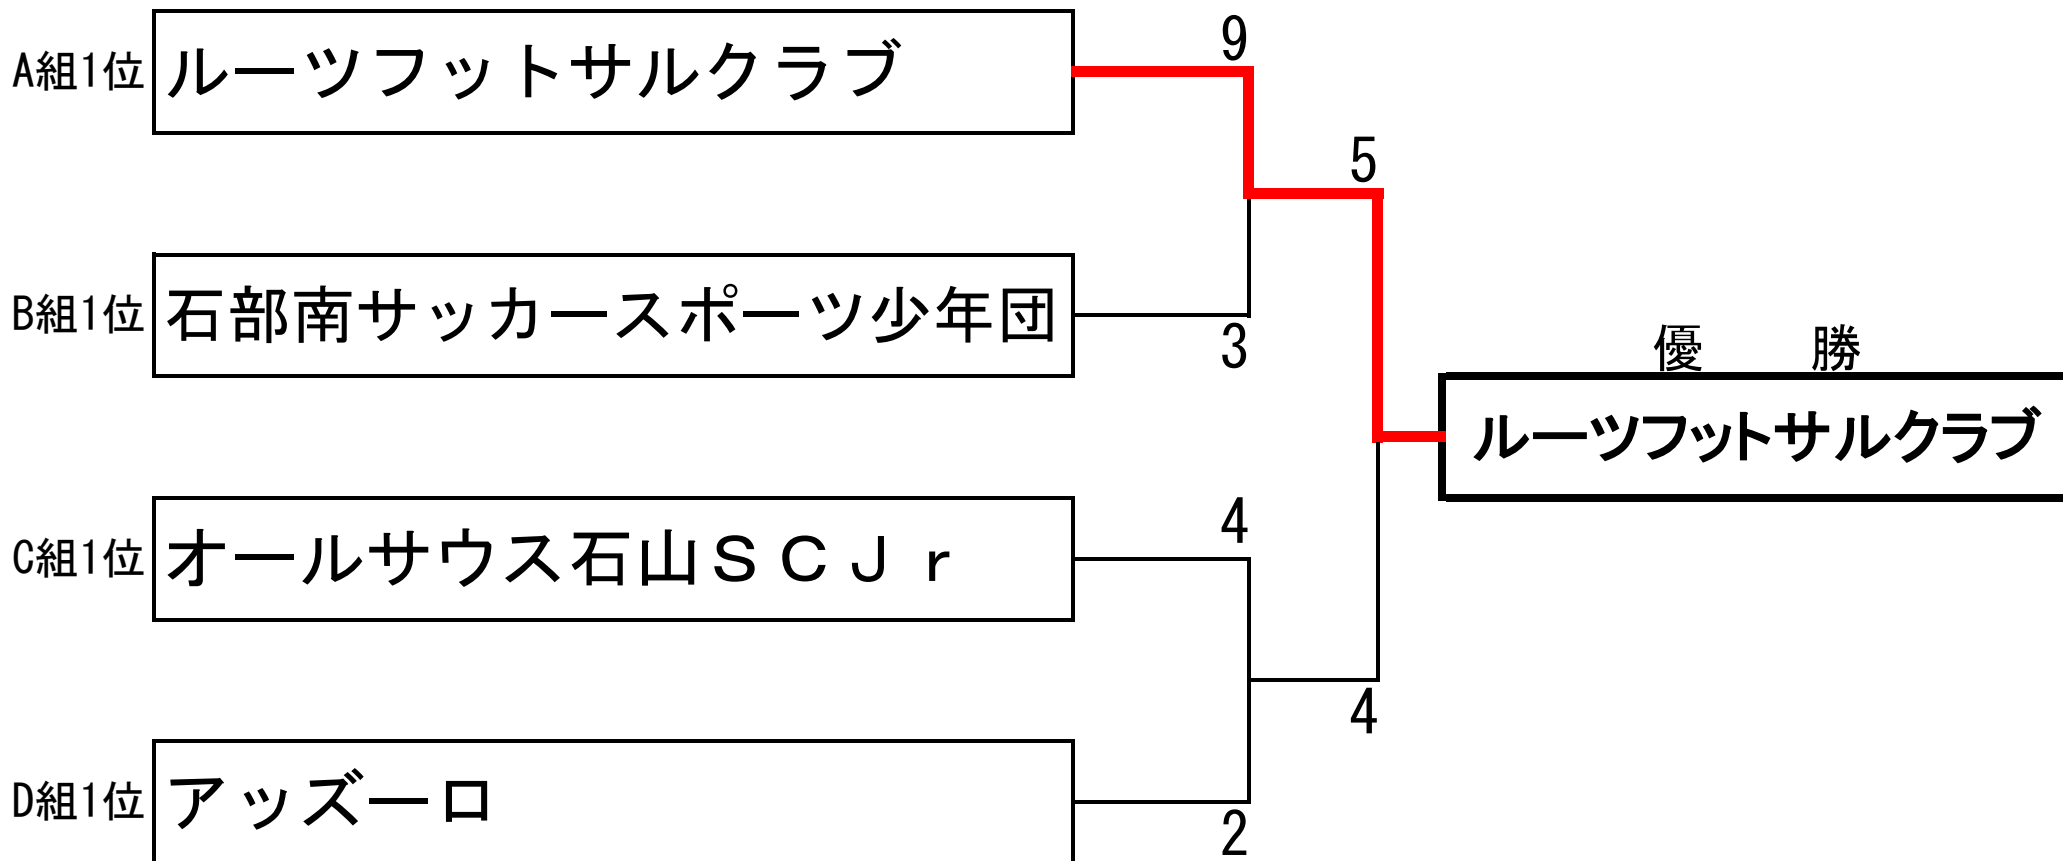 9
A組1位 ルーツフットサルクラブ
5
B組1位 石部南サッカースポーツ少年団
3
優 勝
ルーツフットサルクラブ
4
C組1位 オールサウス石山ＳＣＪｒ
4
D組1位 アッズーロ
2